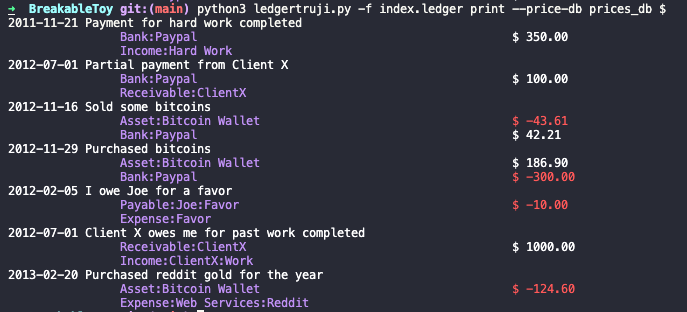 → BreakableToy git:(main) python3 ledgertruji.py -f index.ledger print --price-db prices_db $
2011-11-21 Payment for hard work completed
Bank:Paypal $ 350.00
Income:Hard Work
2012-07-01 Partial payment from Client X
Bank:Paypal $ 100.00
Receivable:ClientX
2012-11-16 Sold some bitcoins
Asset:Bitcoin Wallet $ -43.61
Bank:Paypal $ 42.21
2012-11-29 Purchased bitcoins
Asset:Bitcoin Wallet $ 186.90
Bank:Paypal $ -300.00
2012-02-05 I owe Joe for a favor
Payable:Joe:Favor $ -10.00
Expense:Favor
2012-07-01 Client X owes me for past work completed
Receivable:ClientX $ 1000.00
Income:ClientX:Work
2013-02-20 Purchased reddit gold for the year
Asset:Bitcoin Wallet $ -124.60
Expense:Web Services:Reddit